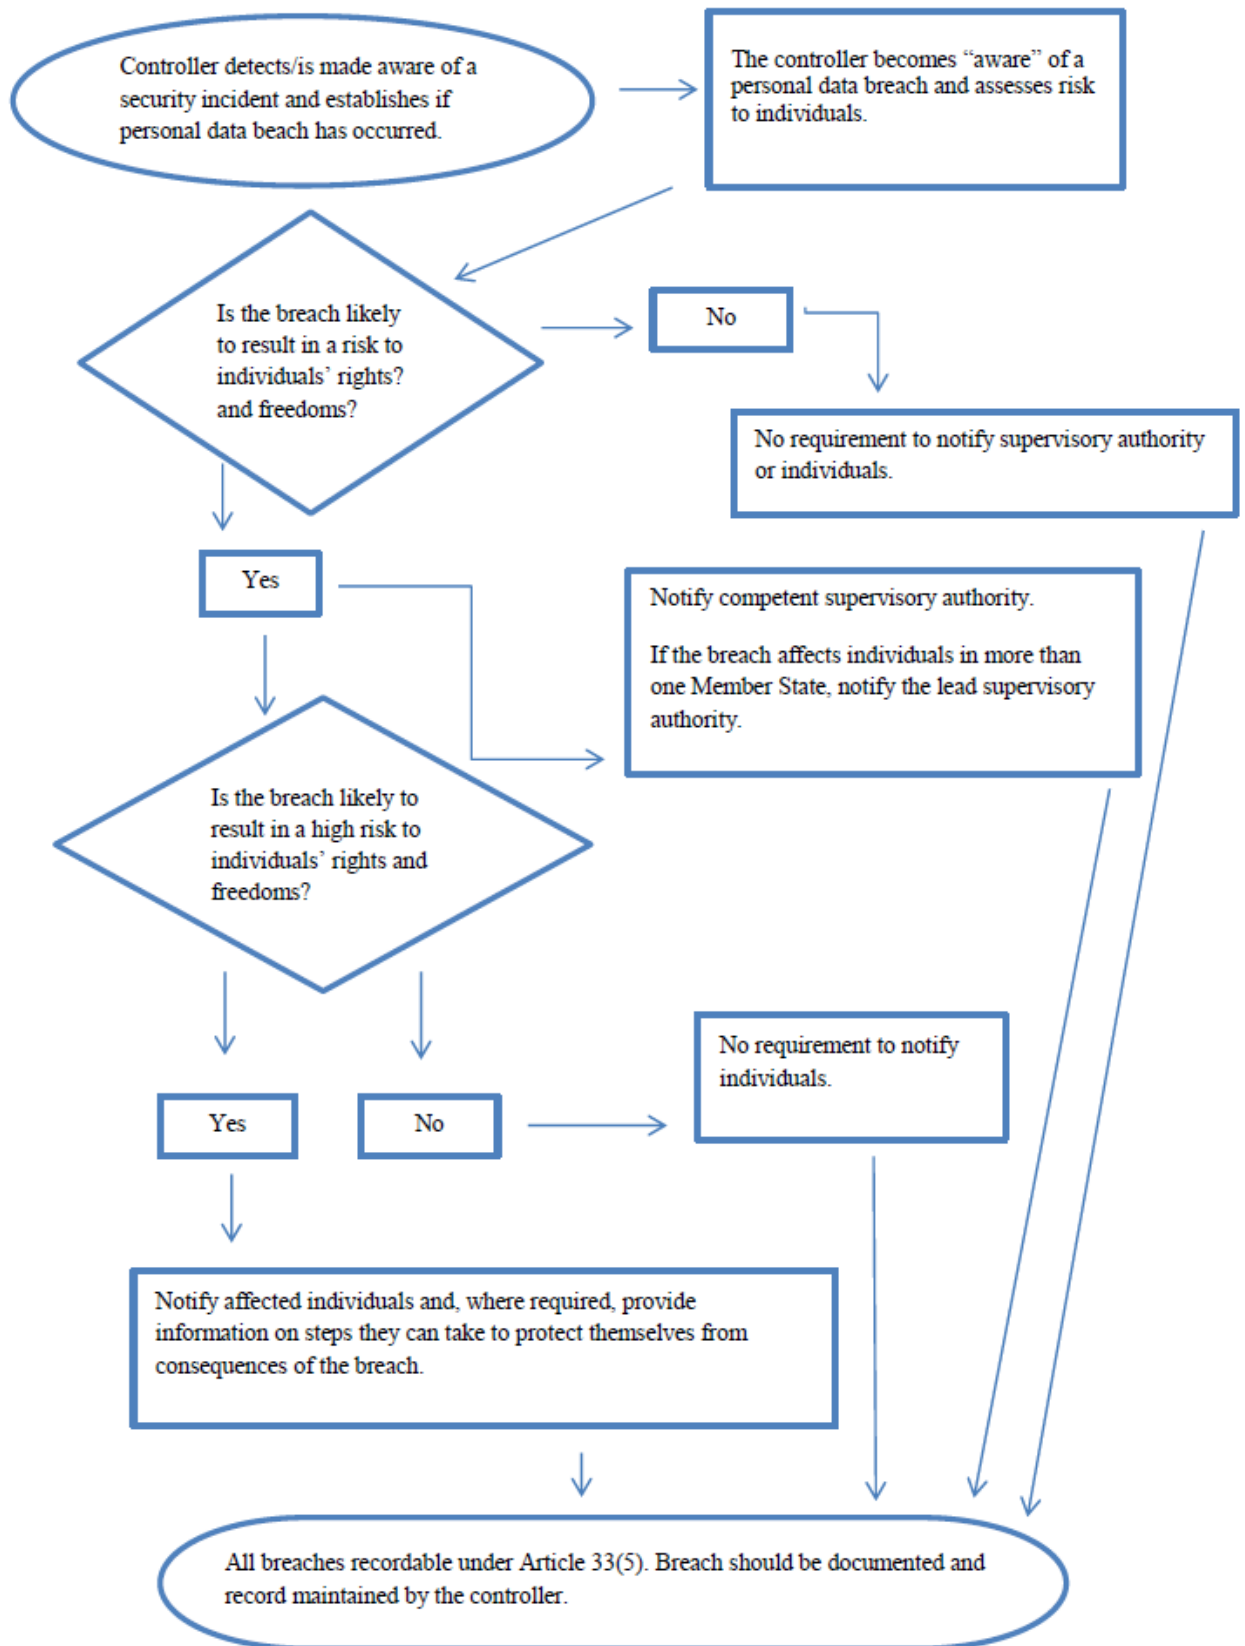 Controller detects/is made aware of a
security incident and establishes if
personal data beach has occurred.
The controller becomes “aware” of a
personal data breach and assesses risk
to individuals.
Is the breach likely
to result in a risk to
individuals’ rights?
and freedoms?
No
No requirement to notify supervisory authority
or individuals.
Yes
Notify competent supervisory authority.
If the breach affects individuals in more than
one Member State, notify the lead supervisory
authority.
Is the breach likely to
result in a high risk to
individuals’ rights and
freedoms?
Yes
No
No requirement to notify
individuals.
Notify affected individuals and, where required, provide
information on steps they can take to protect themselves from
consequences of the breach.
All breaches recordable under Article 33(5). Breach should be documented and
record maintained by the controller.